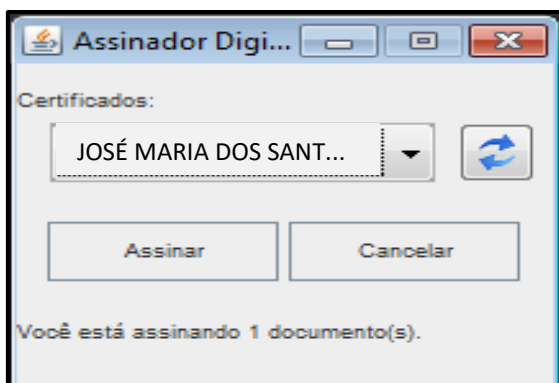 Assinador Digi...
Certificados:
JOSÉ MARIA DOS SANT...
Assinar Cancelar
Você está assinando 1 documento(s).